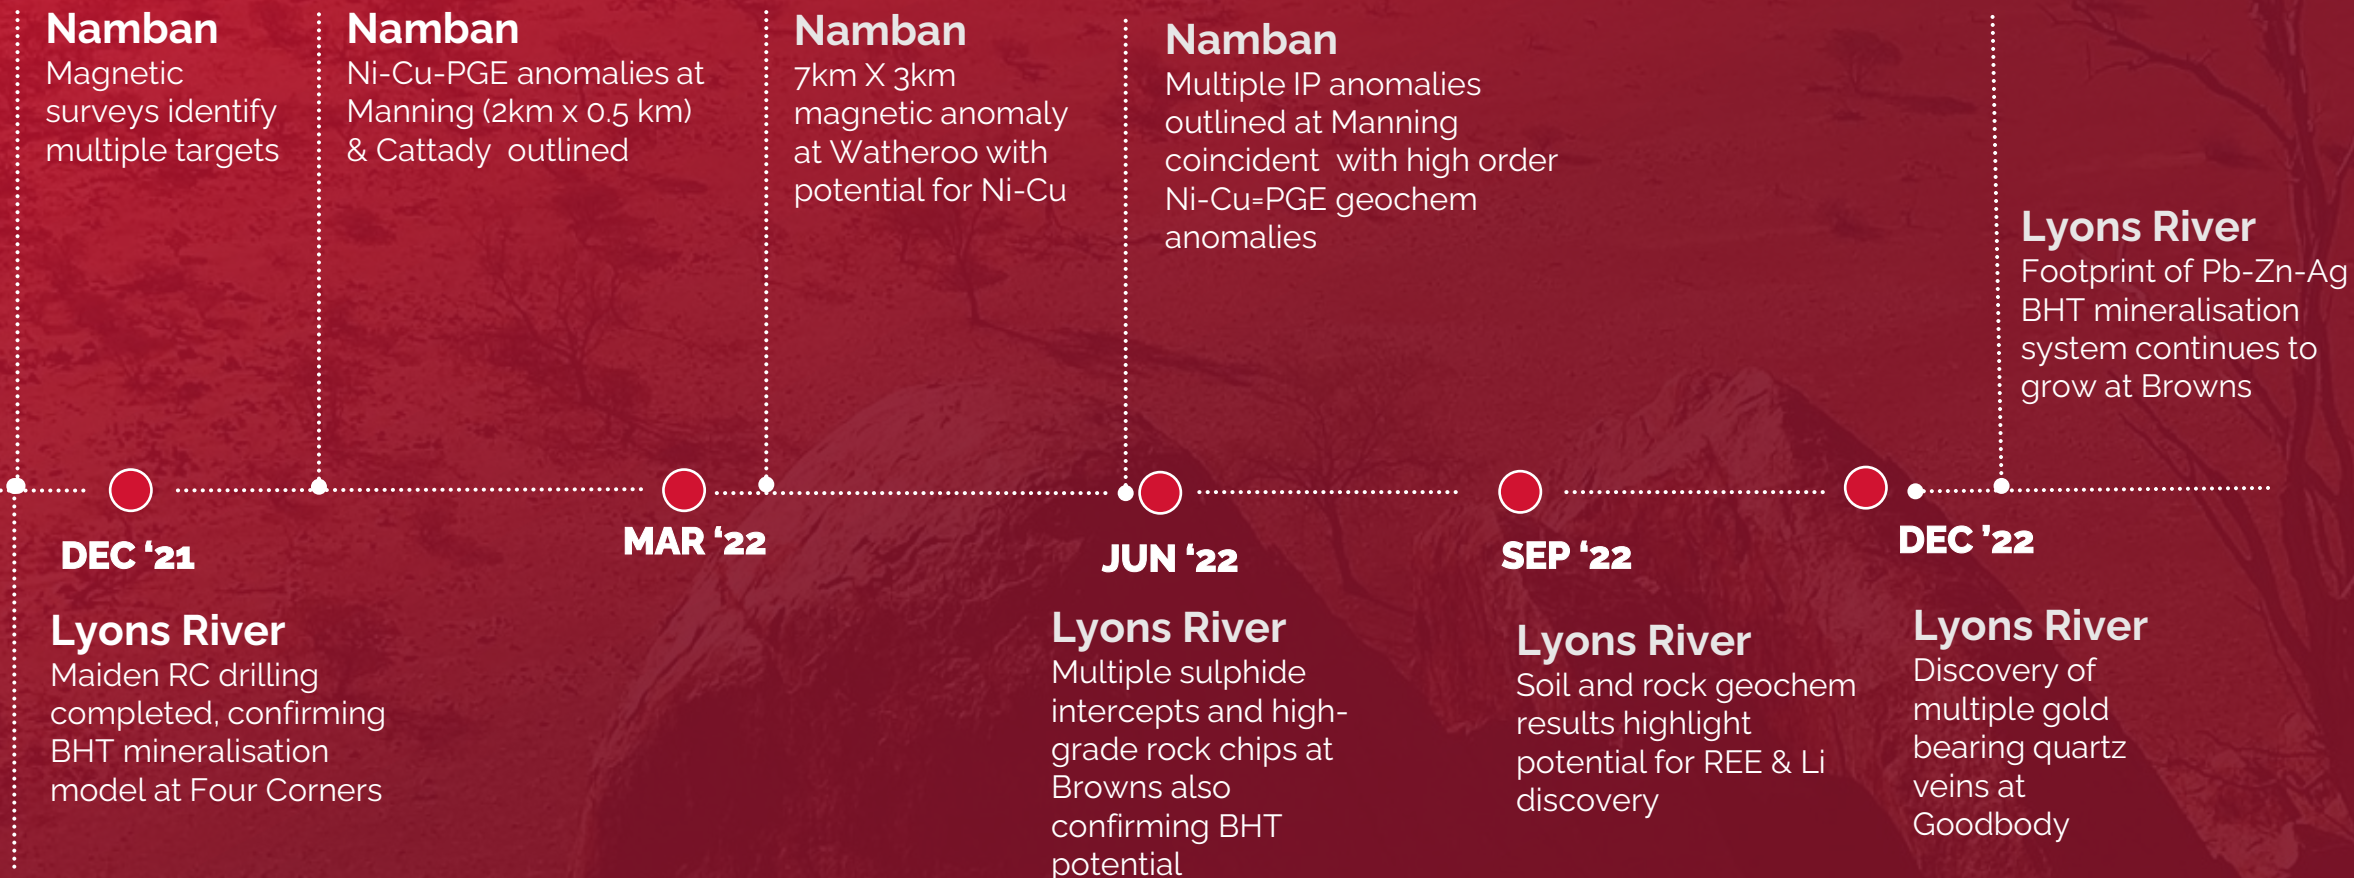 Namban
Magnetic
surveys identify
multiple targets
Namban
Ni-Cu-PGE anomalies at
Manning (2km x 0.5 km)
& Cattady outlined
Namban
7km X 3km
magnetic anomaly
at Watheroo with
potential for Ni-Cu
Namban
Multiple IP anomalies
outlined at Manning
coincident with high order
Ni-Cu=PGE geochem
anomalies
Lyons River
Footprint of Pb-Zn-Ag
BHT mineralisation
system continues to
grow at Browns
DEC ‘21
MAR ‘22
JUN ‘22
SEP ‘22
DEC ’22
Lyons River
Maiden RC drilling
completed, confirming
BHT mineralisation
model at Four Corners
Lyons River
Multiple sulphide
intercepts and high-
grade rock chips at
Browns also
confirming BHT
potential
Lyons River
Soil and rock geochem
results highlight
potential for REE & Li
discovery
Lyons River
Discovery of
multiple gold
bearing quartz
veins at
Goodbody